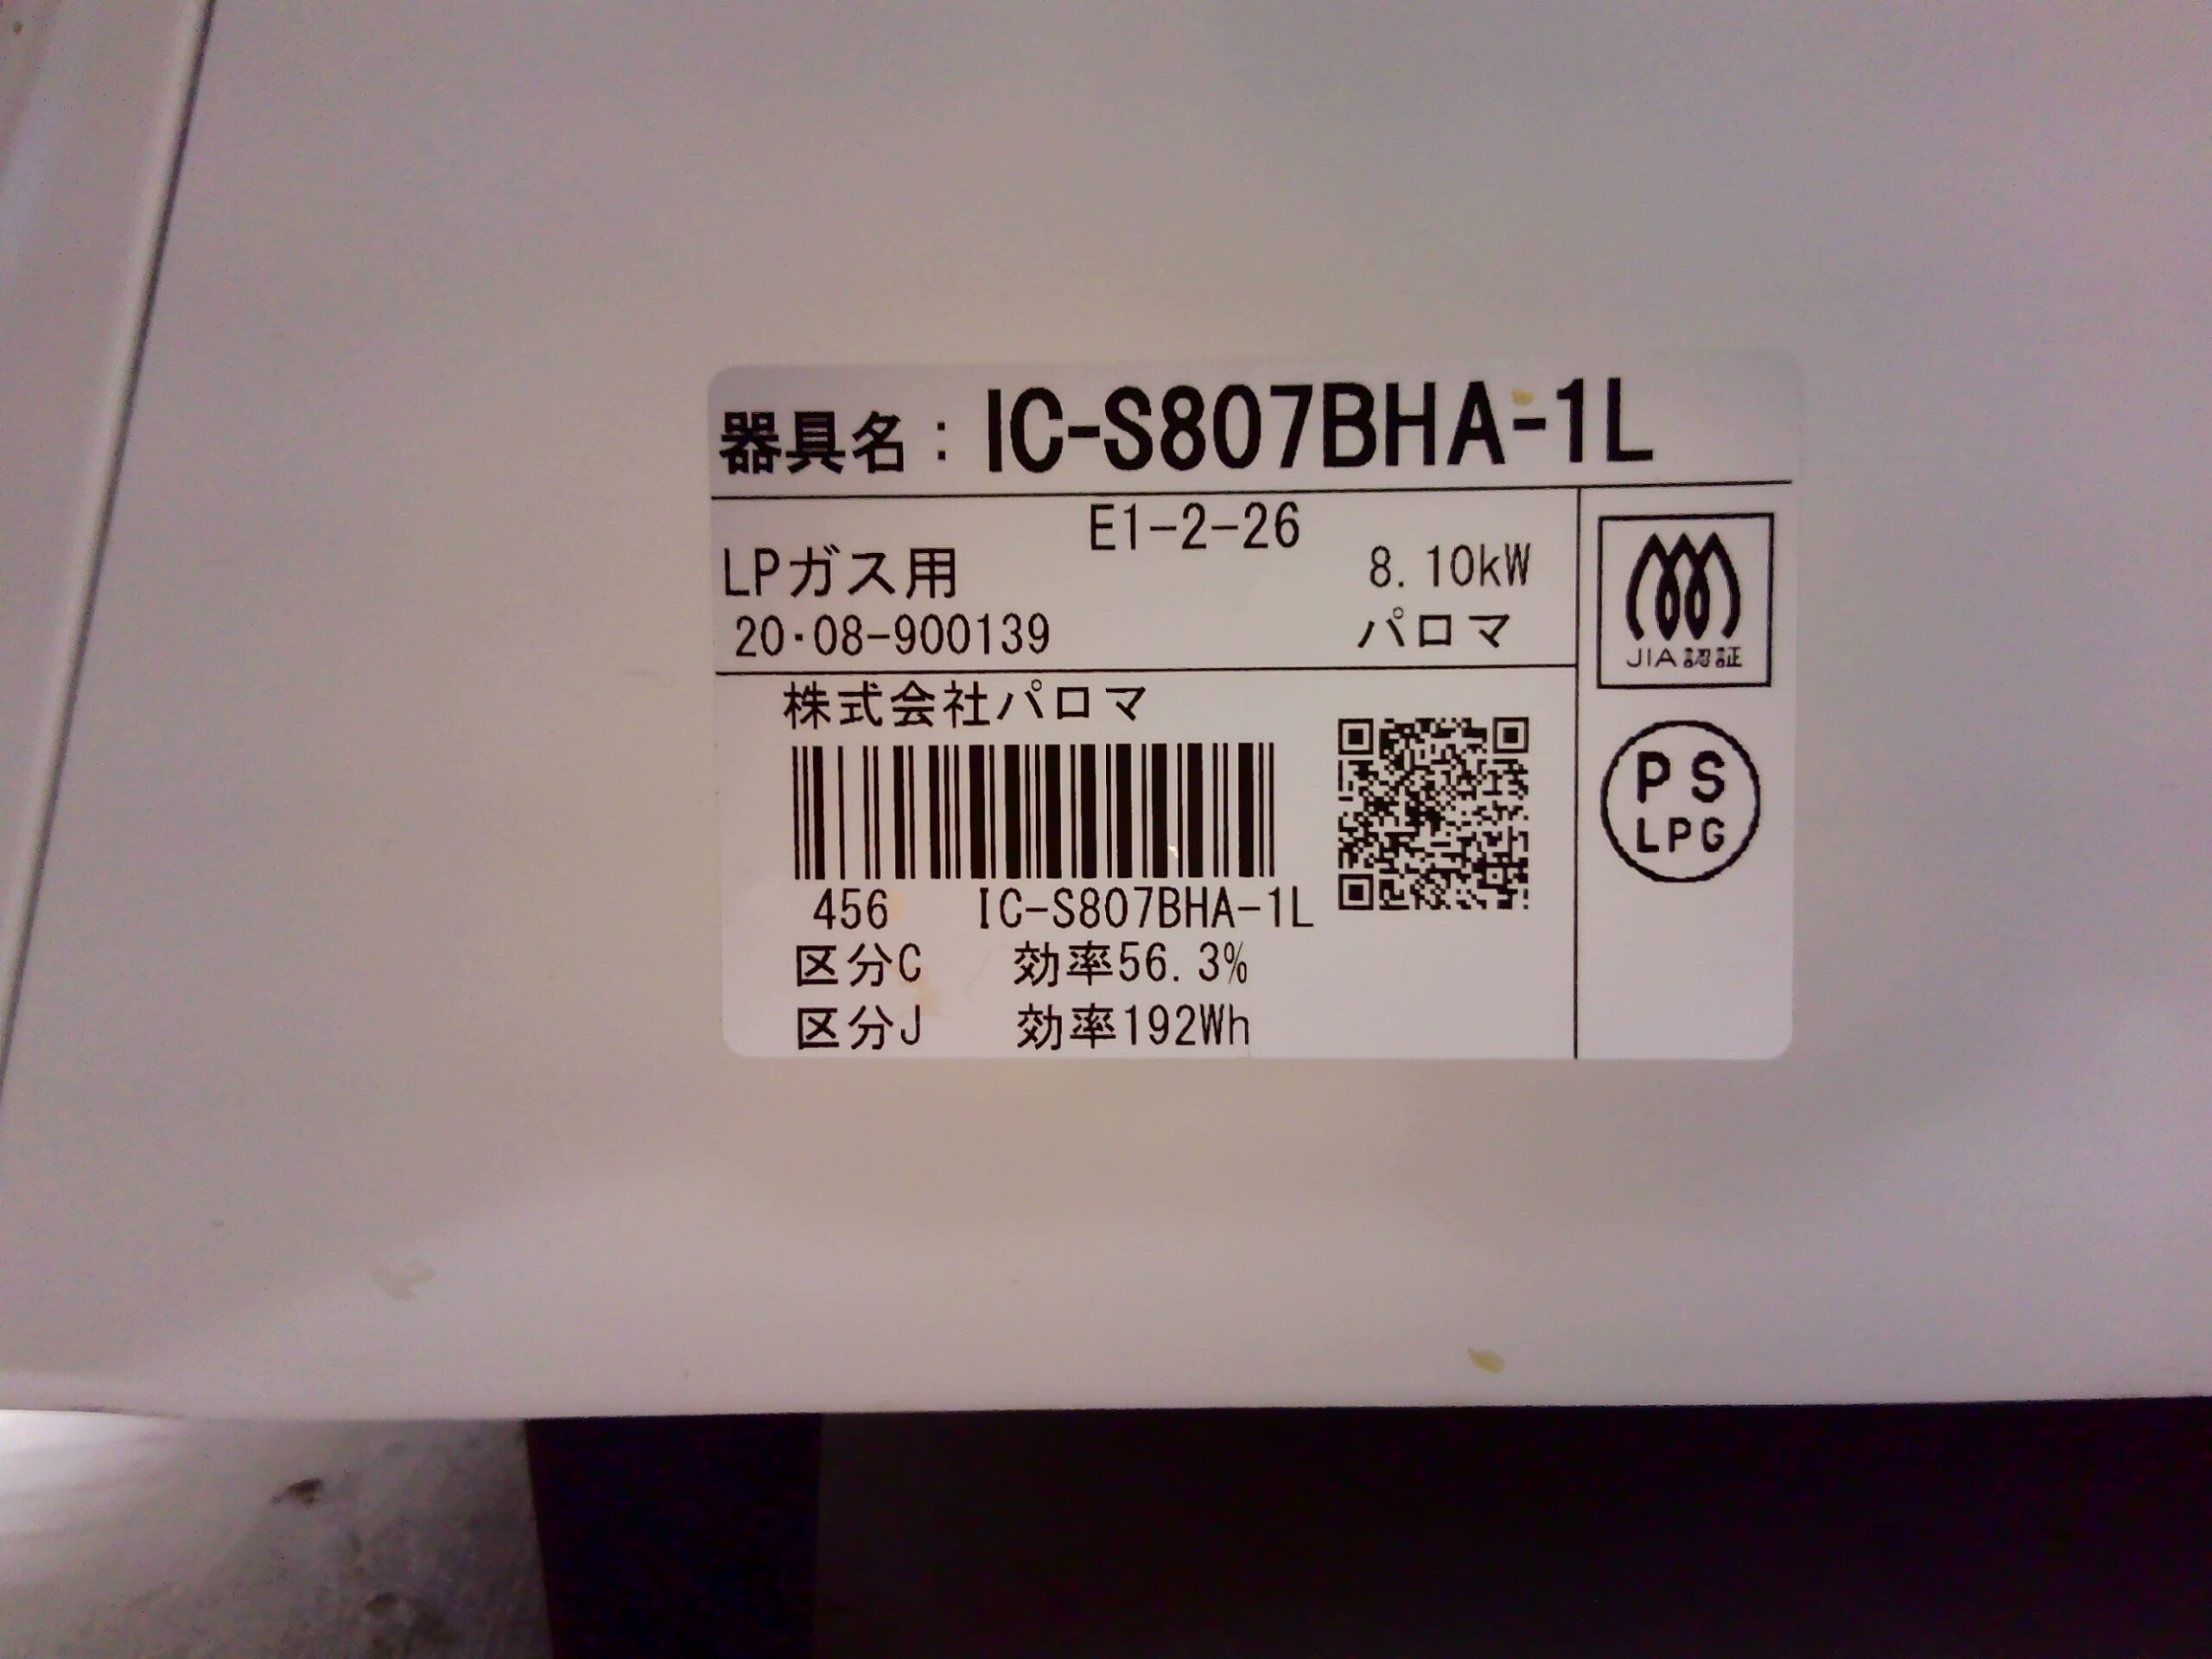 器具名：IC-S807BHA-1L
E1-2-26
LPガス用 8.10kW
20・08-900139 パロマ
JIA認証
株式会社パロマ
PS
LPG
456 IC-S807BHA-1L
区分C 効率56.3%
区分J 効率192Wh